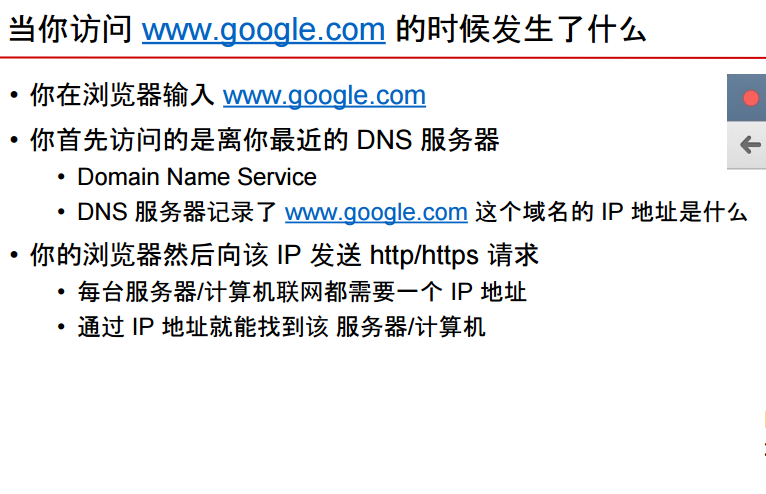 当你访问 www.google.com 的时候发生了什么
• 你在浏览器输入 www.google.com
• 你首先访问的是离你最近的 DNS 服务器
• Domain Name Service
• DNS 服务器记录了 www.google.com 这个域名的 IP 地址是什么
• 你的浏览器然后向该 IP 发送 http/https 请求
• 每台服务器/计算机联网都需要一个 IP 地址
• 通过 IP 地址就能找到该 服务器/计算机